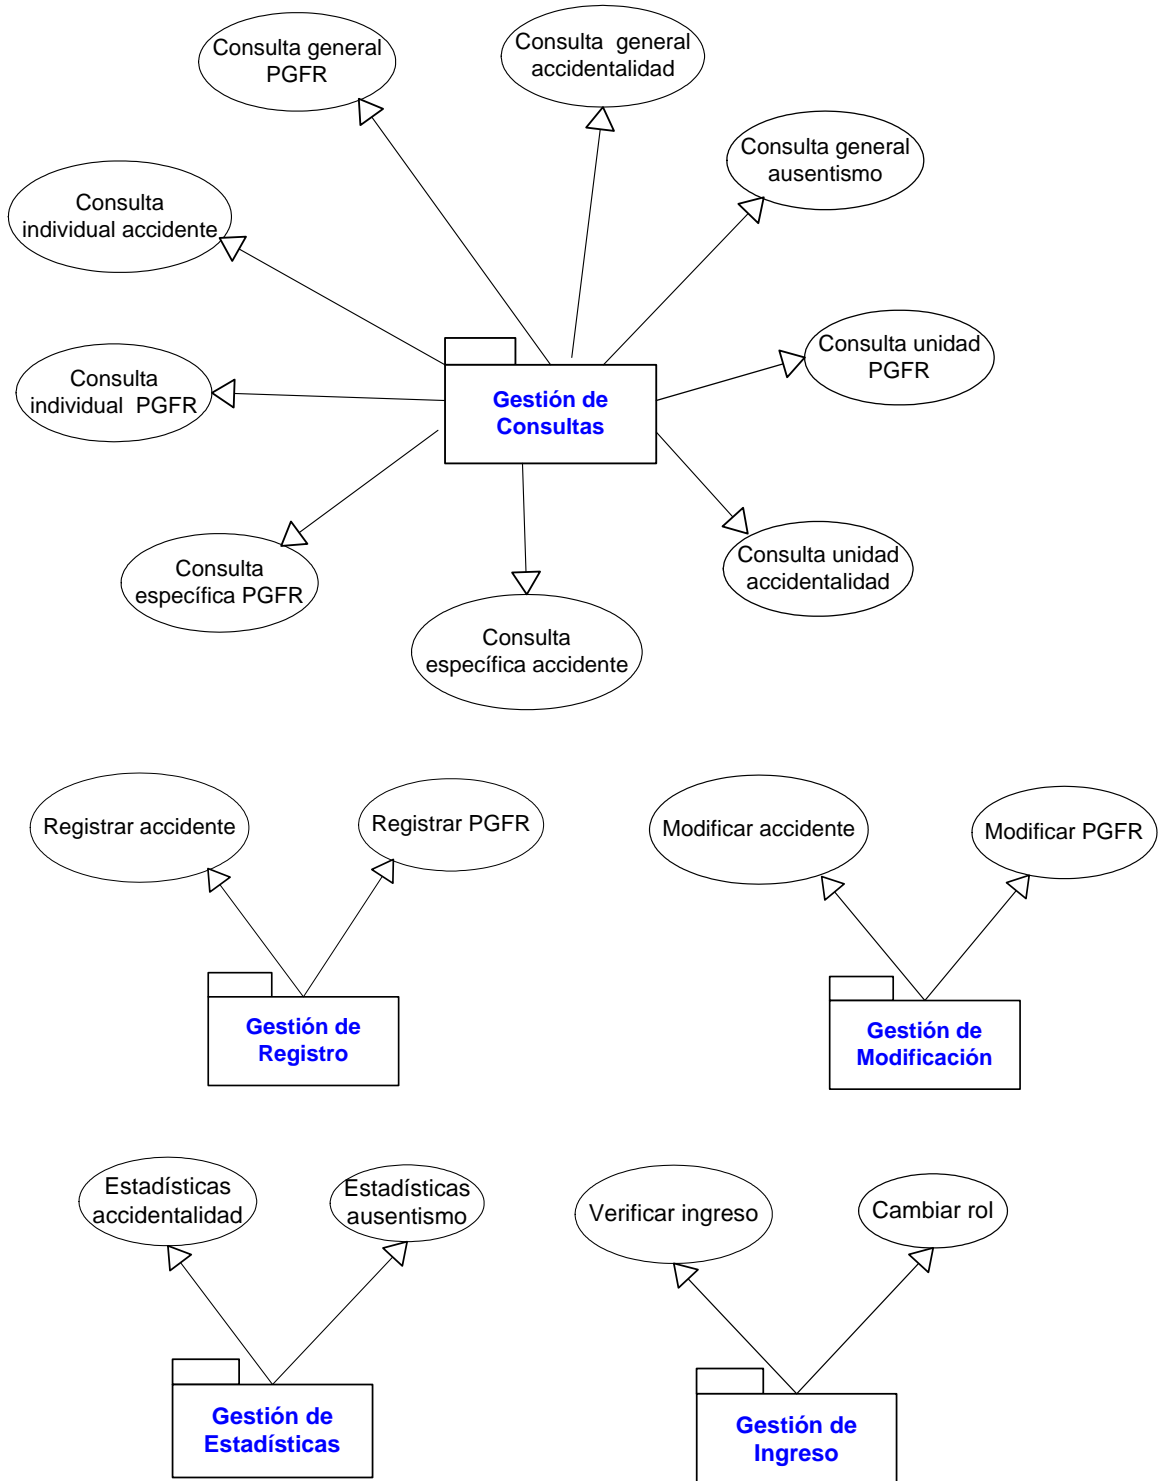 Consulta general
PGFR
Consulta general
accidentalidad
Consulta general
ausentismo
Consulta
individual accidente
Consulta unidad
PGFR
Consulta
individual PGFR
Gestión de
Consultas
Consulta unidad
accidentalidad
Consulta
específica PGFR
Consulta
específica accidente
Registrar accidente
Registrar PGFR
Modificar accidente
Modificar PGFR
Gestión de
Registro
Gestión de
Modificación
Estadísticas
accidentalidad
Estadísticas
ausentismo
Verificar ingreso
Cambiar rol
Gestión de
Estadísticas
Gestión de
Ingreso